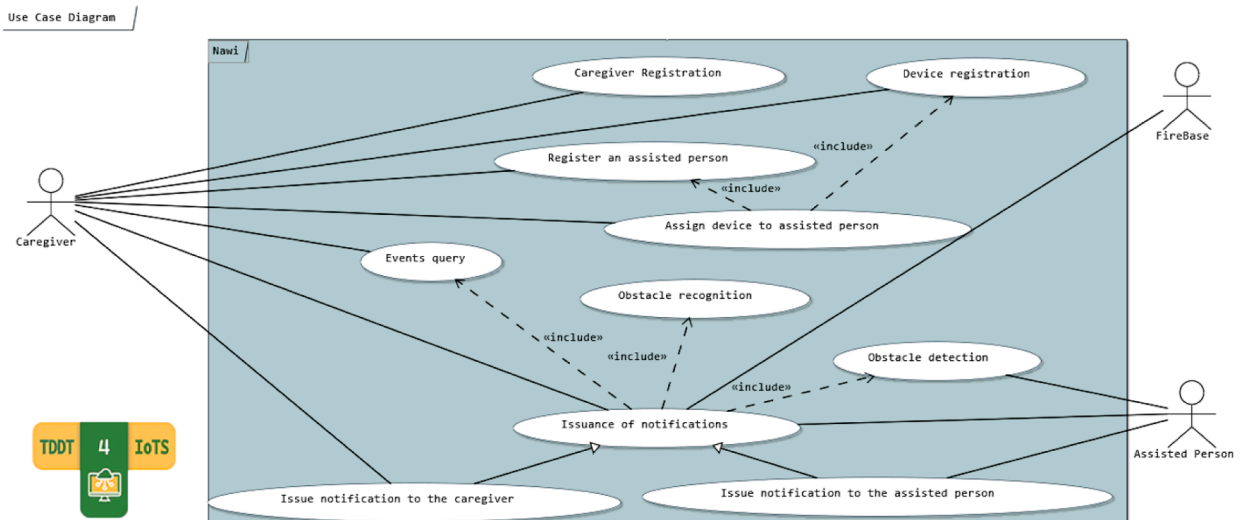 Use Case Diagram
Nawi
Caregiver Registration
Device registration
FireBase
«include»
Register an assisted person
«include»
Caregiver
Assign device to assisted person
Events query
Obstacle recognition
«include»
«include»
Obstacle detection
«include»
Issuance of notifications
Assisted Person
TDDT 4 IoTS
Issue notification to the caregiver
Issue notification to the assisted person